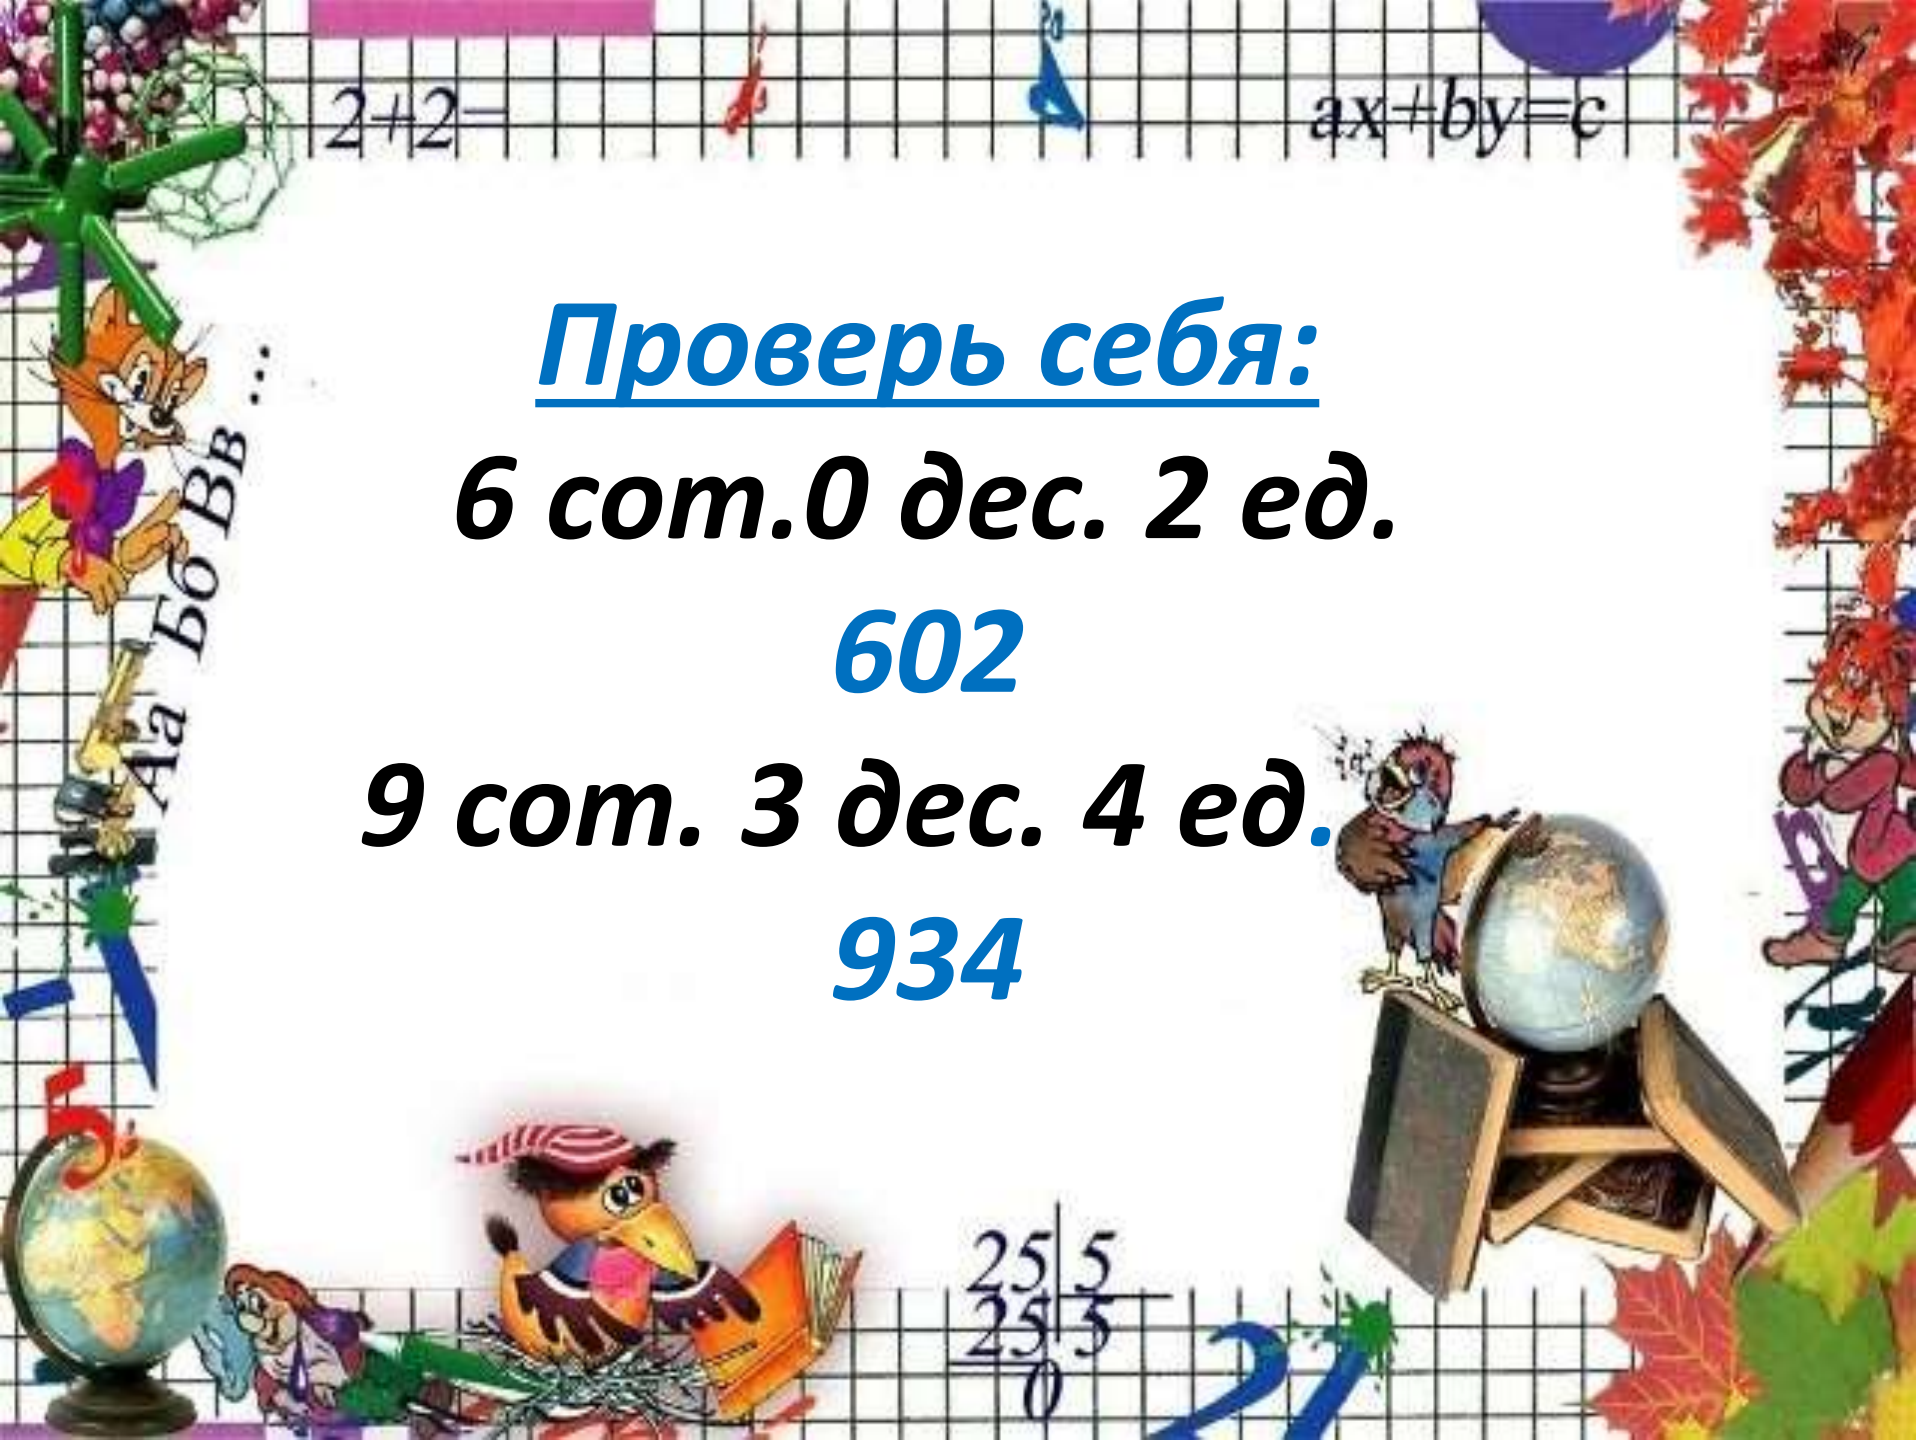 2+2=
ax+by=c
Проверь себя:
6 сот.0 дес. 2 ед.
602
9 сот. 3 дес. 4 ед.
934
Аа Бб Вв ...
5
25 5
25 5
0